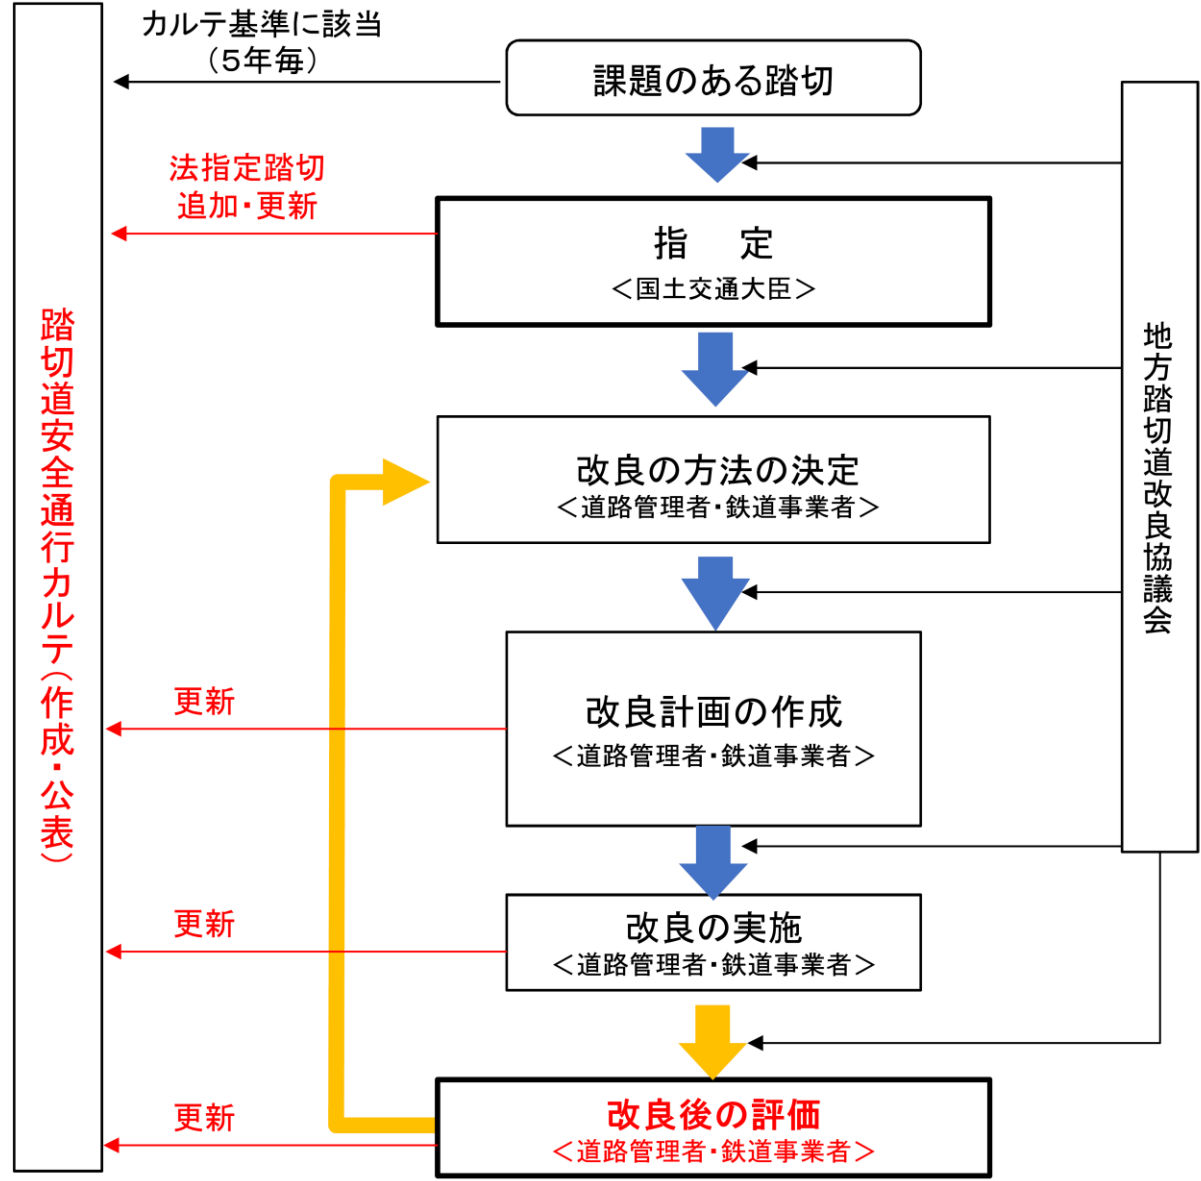 カルテ基準に該当
（５年毎）
課題のある踏切
法指定踏切
追加・更新
指　定
＜国土交通大臣＞
改良の方法の決定
＜道路管理者・鉄道事業者＞
更新
改良計画の作成
＜道路管理者・鉄道事業者＞
更新
改良の実施
＜道路管理者・鉄道事業者＞
更新
改良後の評価
＜道路管理者・鉄道事業者＞
踏切道安全通行カルテ（作成・公表）
地方踏切道改良協議会